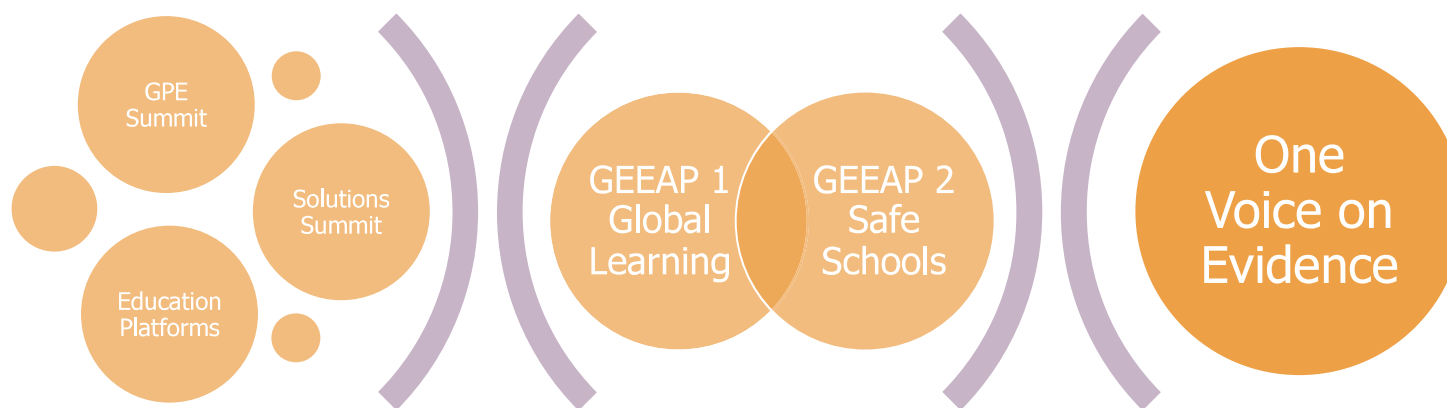 GPE
Summit
Solutions
Summit
Education
Platforms
GEEAP 1
Global
Learning
GEEAP 2
Safe
Schools
One
Voice on
Evidence